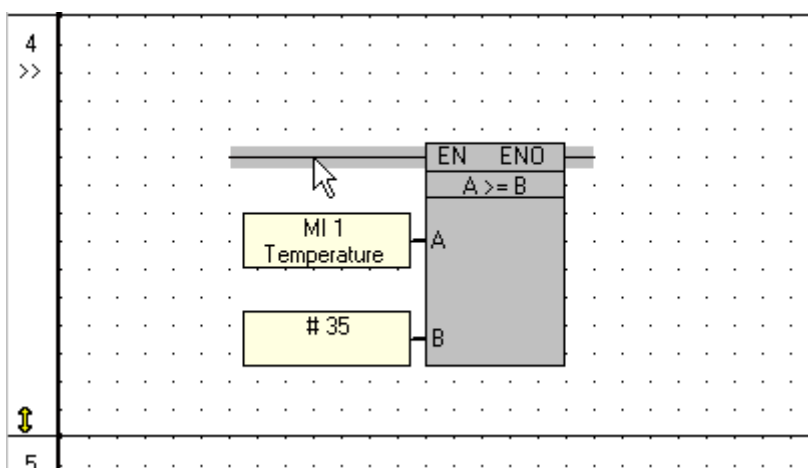 4
>>
EN ENO
A >= B
MI 1
Temperature
A
# 35
B
5